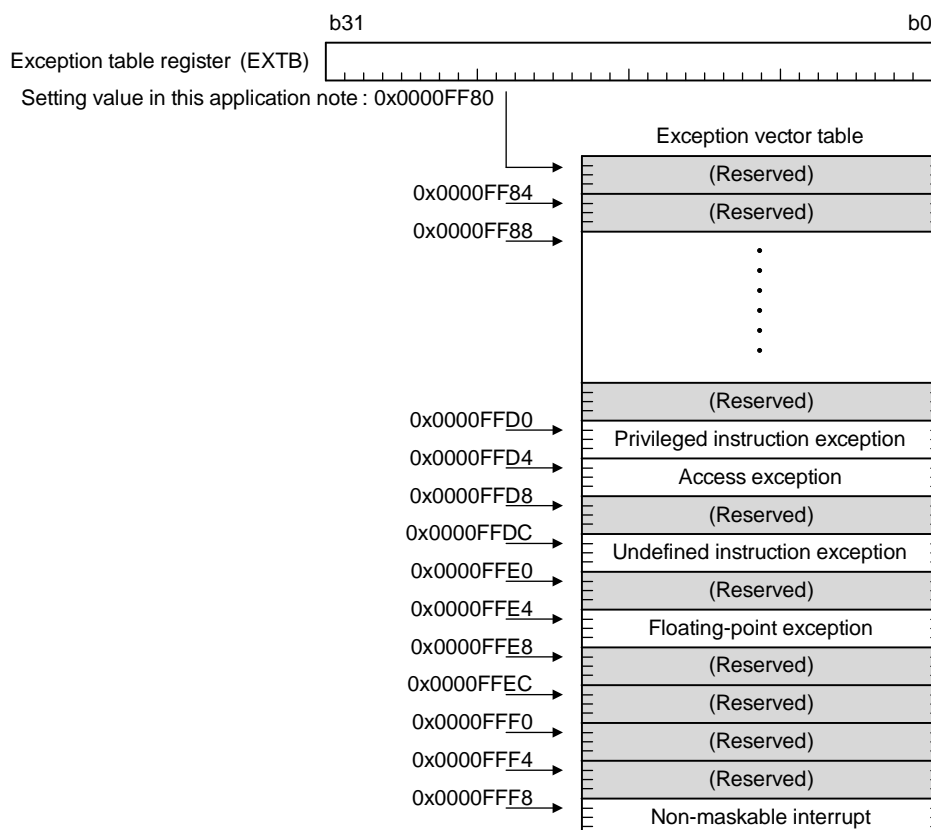 b31 b0
Exception table register (EXTB)
Setting value in this application note : 0x0000FF80
Exception vector table
(Reserved)
0x0000FF84
(Reserved)
0x0000FF88
(Reserved)
0x0000FFD0
Privileged instruction exception
0x0000FFD4
Access exception
0x0000FFD8
(Reserved)
0x0000FFDC
Undefined instruction exception
0x0000FFE0
(Reserved)
0x0000FFE4
Floating-point exception
0x0000FFE8
(Reserved)
0x0000FFEC
(Reserved)
0x0000FFF0
(Reserved)
0x0000FFF4
(Reserved)
0x0000FFF8
Non-maskable interrupt